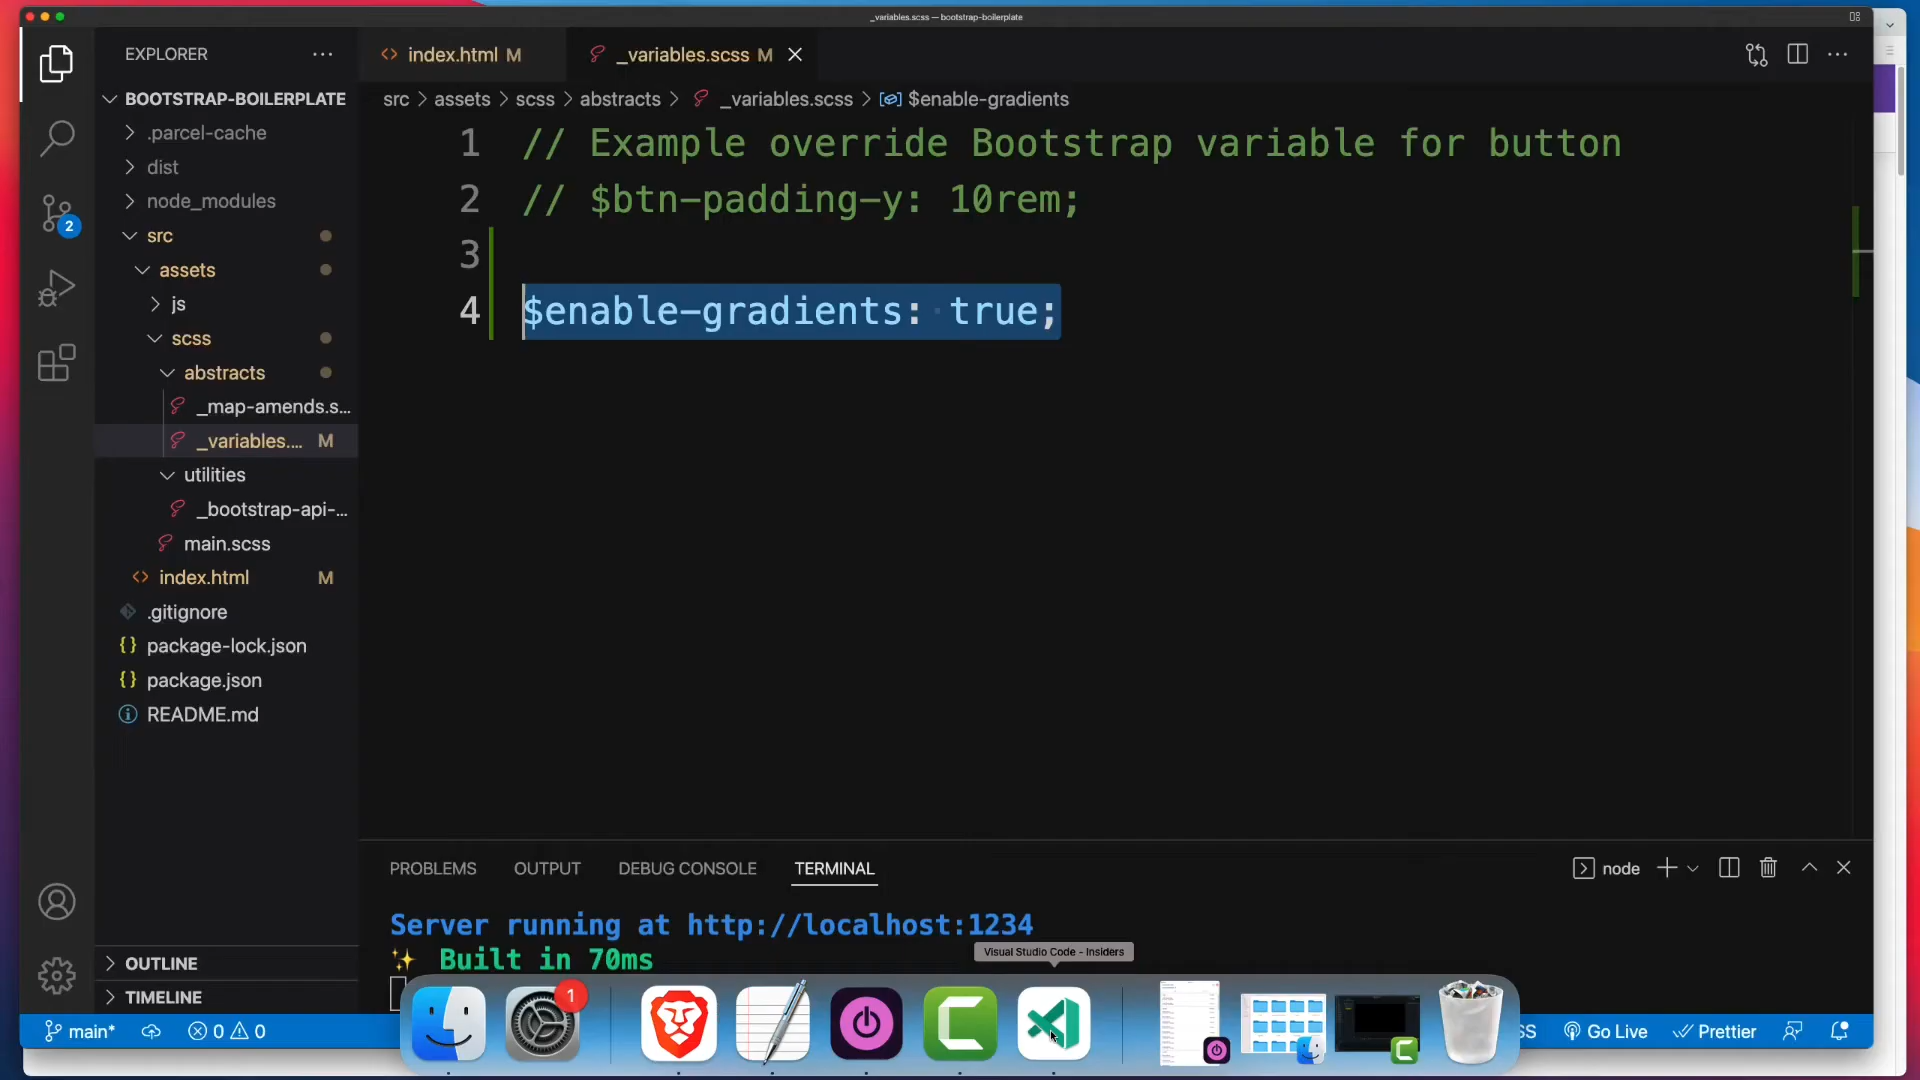 _variables.scss — bootstrap-boilerplate
EXPLORER
index.html M
_variables.scss M
BOOTSTRAP-BOILERPLATE
src > assets > scss > abstracts > _variables.scss > $enable-gradients
.parcel-cache
dist
node_modules
src
assets
js
scss
abstracts
_map-amends.s...
_variables.... M
utilities
_bootstrap-api-...
main.scss
index.html M
.gitignore
package-lock.json
package.json
README.md
OUTLINE
TIMELINE
2
1 // Example override Bootstrap variable for button
2 // $btn-padding-y: 10rem;
3
4 $enable-gradients: true;
PROBLEMS OUTPUT DEBUG CONSOLE TERMINAL
node
Server running at http://localhost:1234
✨ Built in 70ms
Visual Studio Code - Insiders
1
main* 0 0
SS Go Live Prettier